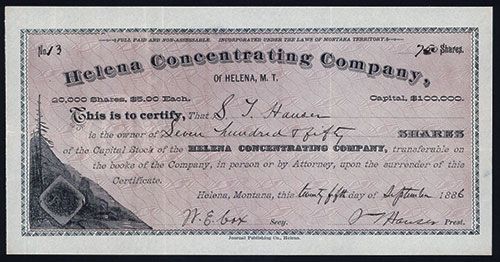 FULL PAID AND NON-ASSESSABLE. INCORPORATED UNDER THE LAWS OF MONTANA TERRITORY.
No. 13 750 Shares.
Helena Concentrating Company,
OF HELENA, M. T.
20,000 Shares, $5.00 Each. Capital, $100,000.
This is to certify, That S T Hauser
is the owner of Seven hundred & fifty SHARES
of the Capital Stock of the HELENA CONCENTRATING COMPANY, transferable on
the books of the Company, in person or by Attorney, upon the surrender of this
Certificate.
Helena, Montana, this twenty fifth day of September 1886
W. E. Cox Secy. S T Hauser Prest.
Journal Publishing Co., Helena.